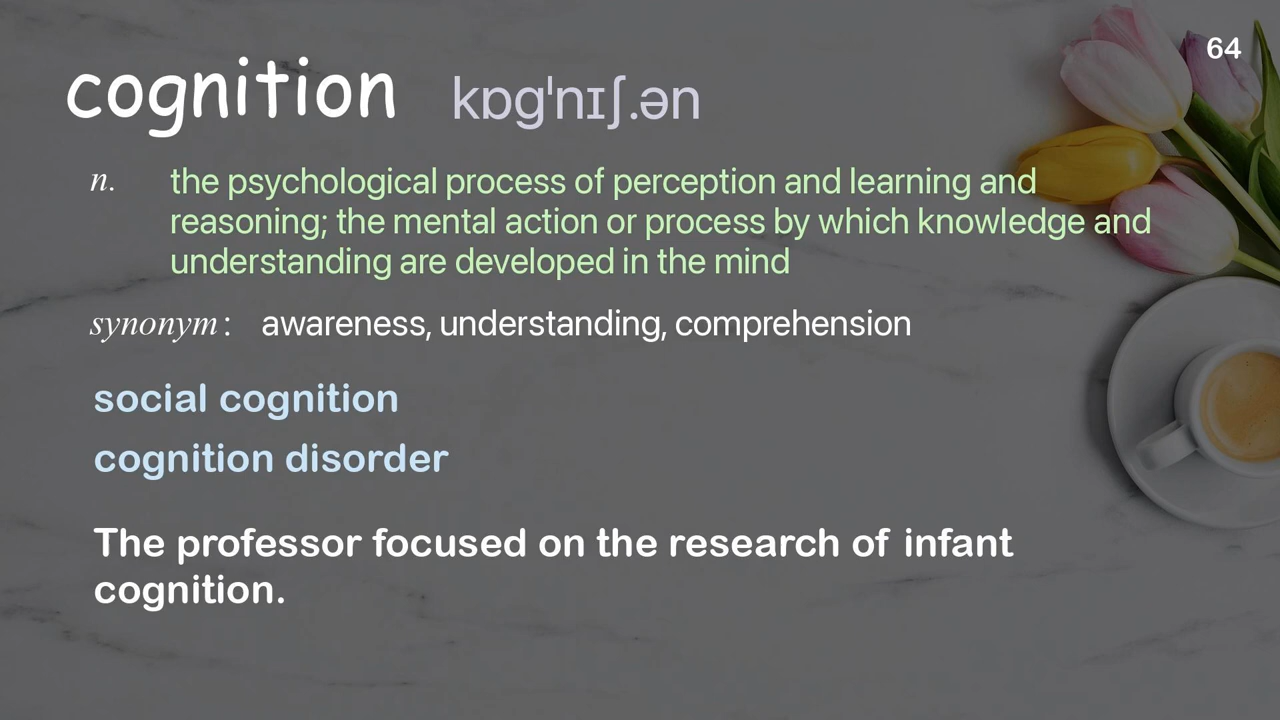 64
cognition kɒgˈnɪʃ.ən
n. the psychological process of perception and learning and
reasoning; the mental action or process by which knowledge and
understanding are developed in the mind
synonym: awareness, understanding, comprehension
social cognition
cognition disorder
The professor focused on the research of infant
cognition.